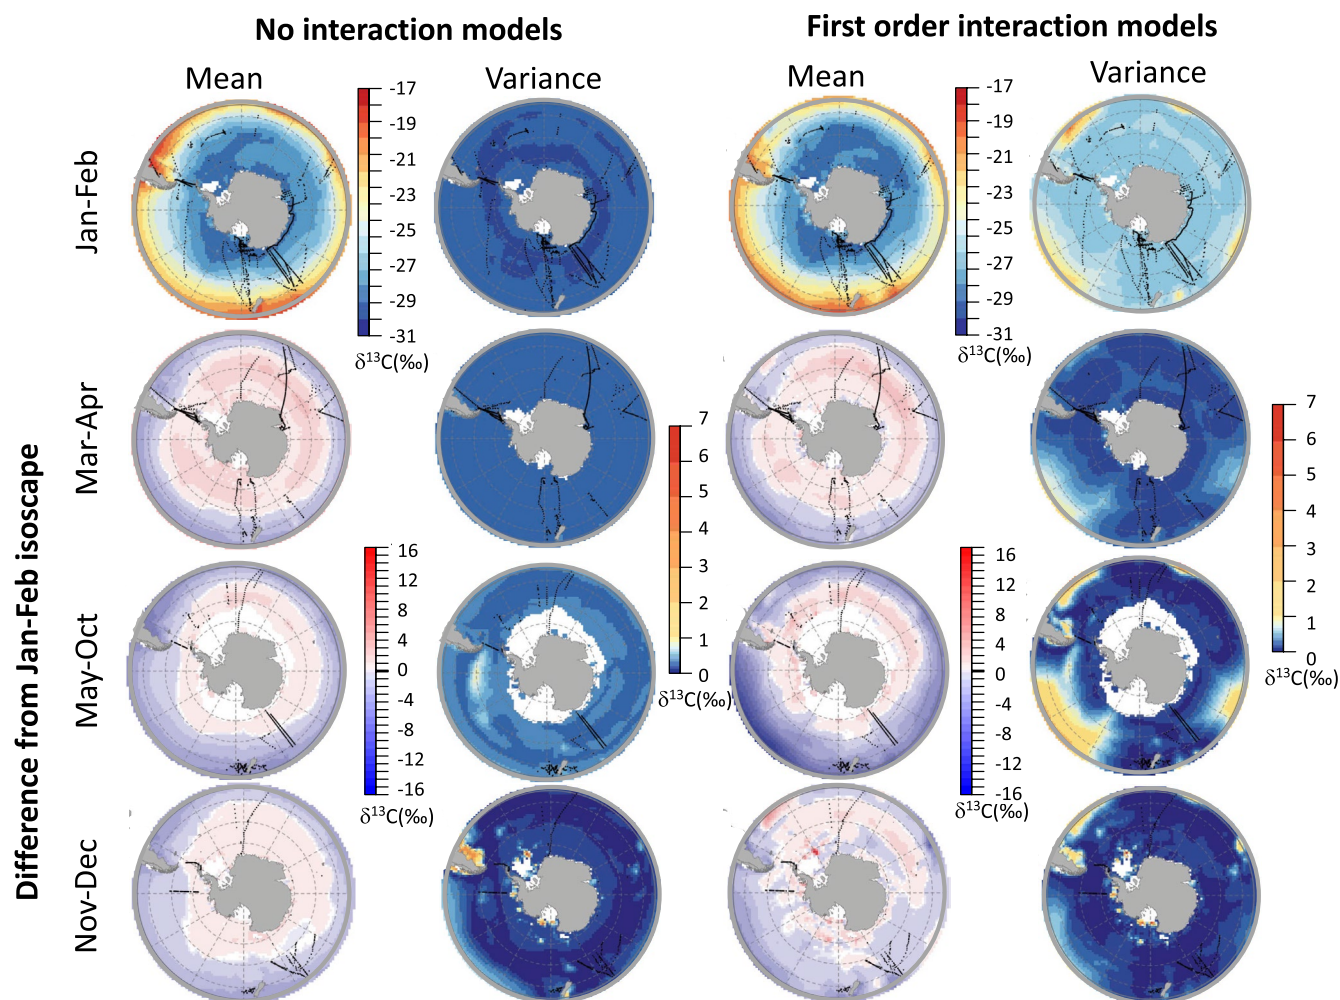 No interaction models
First order interaction models
Mean
Variance
Mean
Variance
Jan-Feb
-17
-19
-21
-23
-25
-27
-29
-31
δ¹³C(‰)
-17
-19
-21
-23
-25
-27
-29
-31
δ¹³C(‰)
Difference from Jan-Feb isoscape
Mar-Apr
May-Oct
Nov-Dec
16
12
8
4
0
-4
-8
-12
-16
δ¹³C(‰)
7
6
5
4
3
2
1
0
δ¹³C(‰)
16
12
8
4
0
-4
-8
-12
-16
δ¹³C(‰)
7
6
5
4
3
2
1
0
δ¹³C(‰)